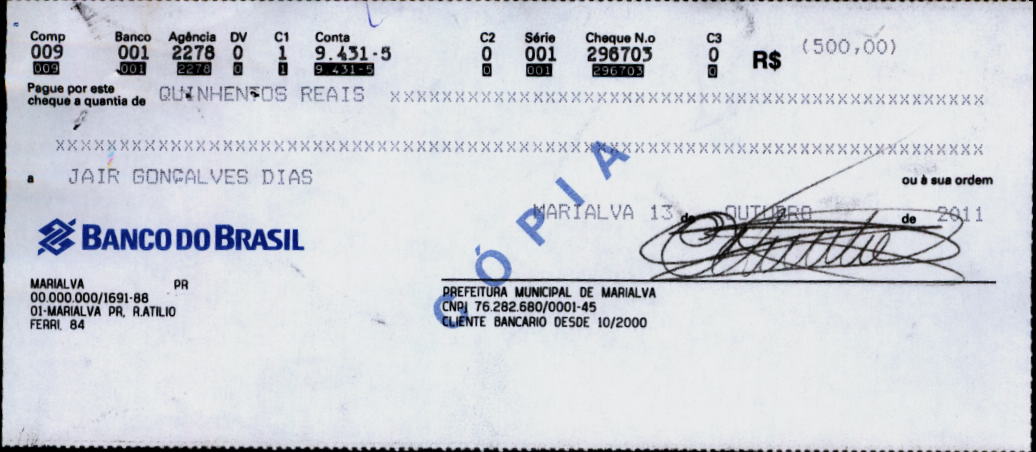 Comp Banco Agência DV C1 Conta C2 Série Cheque N.o C3
009 001 2278 0 1 9.431-5 0 001 296703 0 R$ (500,00)
009 001 2278 0 1 9.431-5 0 001 296703 0
Pague por este
cheque a quantia de QUINHENTOS REAIS xxxxxxxxxxxxxxxxxxxxxxxxxxxxxxxxxxxxxxxxxxxxxx
xxxxxxxxxxxxxxxxxxxxxxxxxxxxxxxxxxxxxxxxxxxxxxxxxxxxxxxxxxxxxxxxxxxxxxxx
a JAIR GONÇALVES DIAS ou à sua ordem
MARIALVA 13 de OUTUBRO de 2011
CÓPIA
BANCO DO BRASIL
MARIALVA PR
00.000.000/1691-88
01-MARIALVA PR, R.ATILIO
FERRI, 84
PREFEITURA MUNICIPAL DE MARIALVA
CNPJ 76.282.680/0001-45
CLIENTE BANCARIO DESDE 10/2000